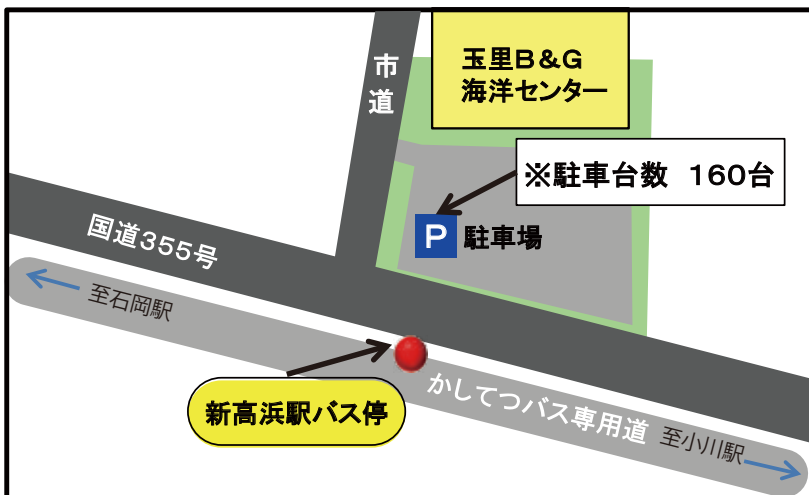 市道
玉里B&G
海洋センター
※駐車台数 160台
P 駐車場
国道355号
至石岡駅
新高浜駅バス停
かしてつバス専用道
至小川駅